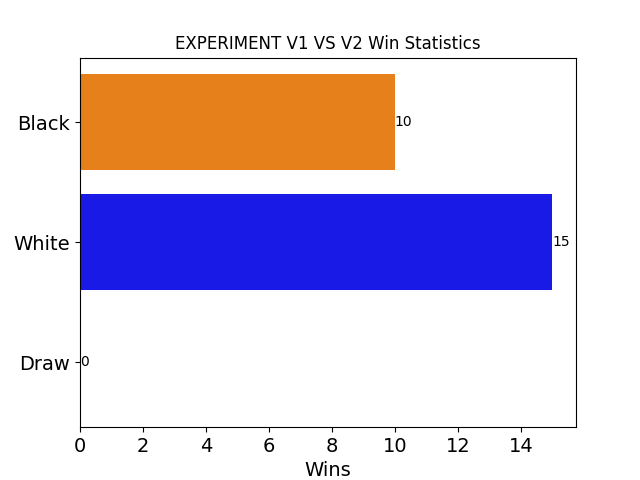 EXPERIMENT V1 VS V2 Win Statistics
Black
10
White
15
Draw
0
0 2 4 6 8 10 12 14
Wins